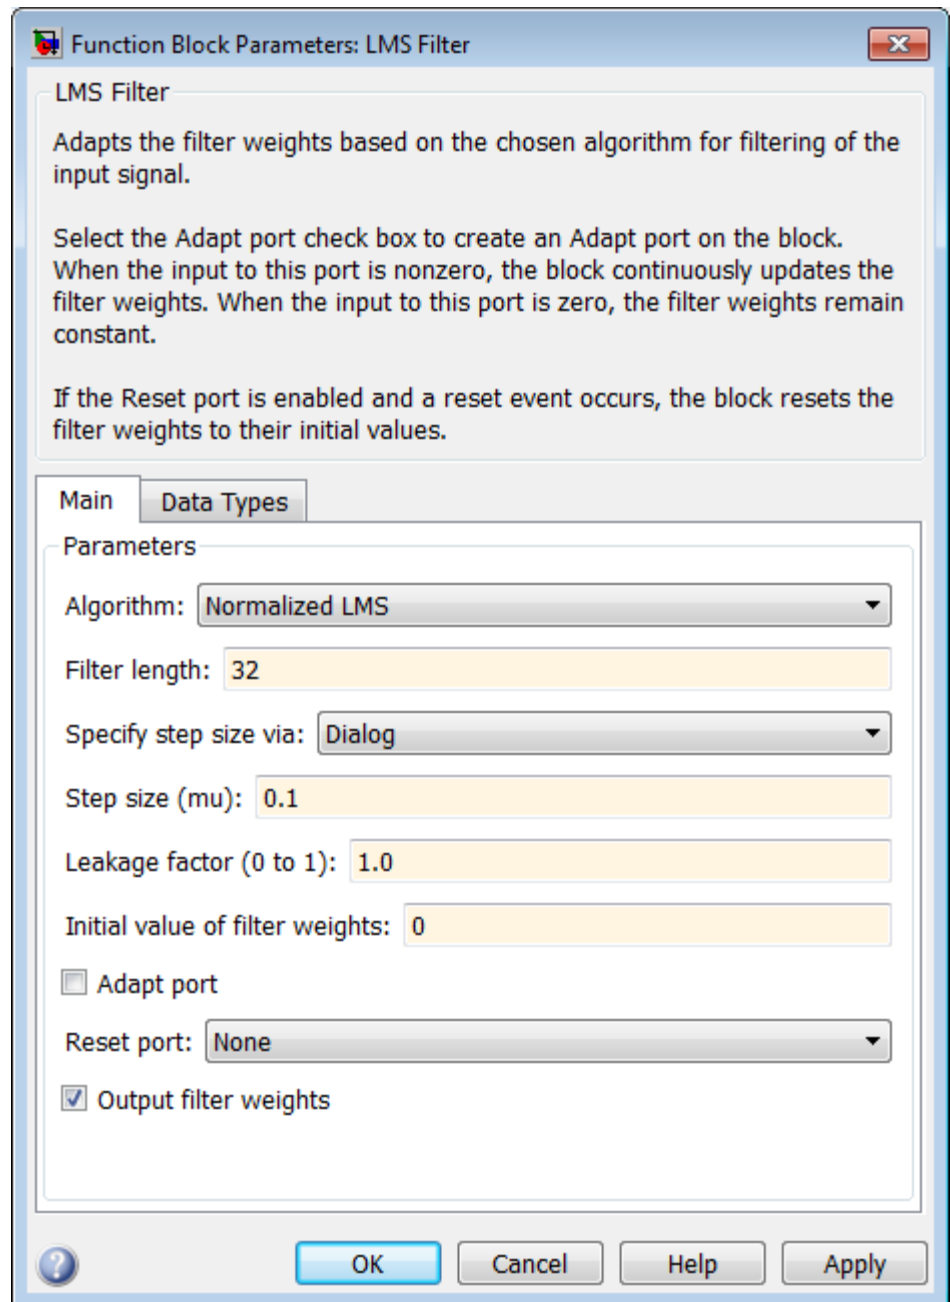 Function Block Parameters: LMS Filter
LMS Filter
Adapts the filter weights based on the chosen algorithm for filtering of the
input signal.
Select the Adapt port check box to create an Adapt port on the block.
When the input to this port is nonzero, the block continuously updates the
filter weights. When the input to this port is zero, the filter weights remain
constant.
If the Reset port is enabled and a reset event occurs, the block resets the
filter weights to their initial values.
Main Data Types
Parameters
Algorithm: Normalized LMS
Filter length: 32
Specify step size via: Dialog
Step size (mu): 0.1
Leakage factor (0 to 1): 1.0
Initial value of filter weights: 0
Adapt port
Reset port: None
Output filter weights
? OK Cancel Help Apply